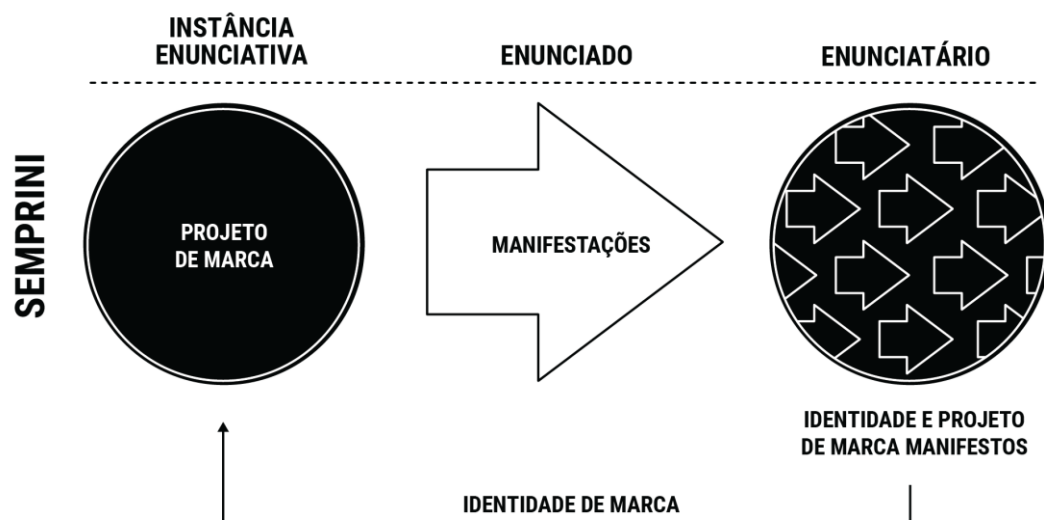 INSTÂNCIA
ENUNCIATIVA
ENUNCIADO
ENUNCIATÁRIO
SEMPRINI
PROJETO
DE MARCA
MANIFESTAÇÕES
IDENTIDADE E PROJETO
DE MARCA MANIFESTOS
IDENTIDADE DE MARCA